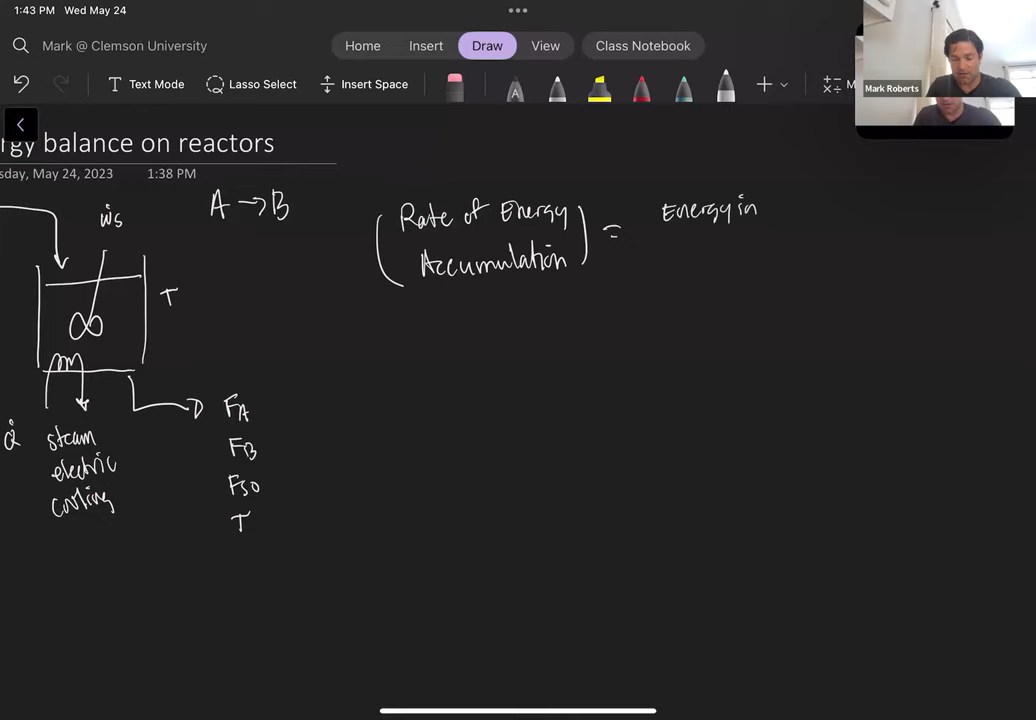 1:43 PM Wed May 24
Mark @ Clemson University
Home Insert Draw View Class Notebook
Text Mode Lasso Select Insert Space
Mark Roberts
gy balance on reactors
sday, May 24, 2023 1:38 PM
ẇs
A → B
Rate of Energy Accumulation = Energy in
T
Q̇
steam
electric
cooling
FA
FB
FS0
T